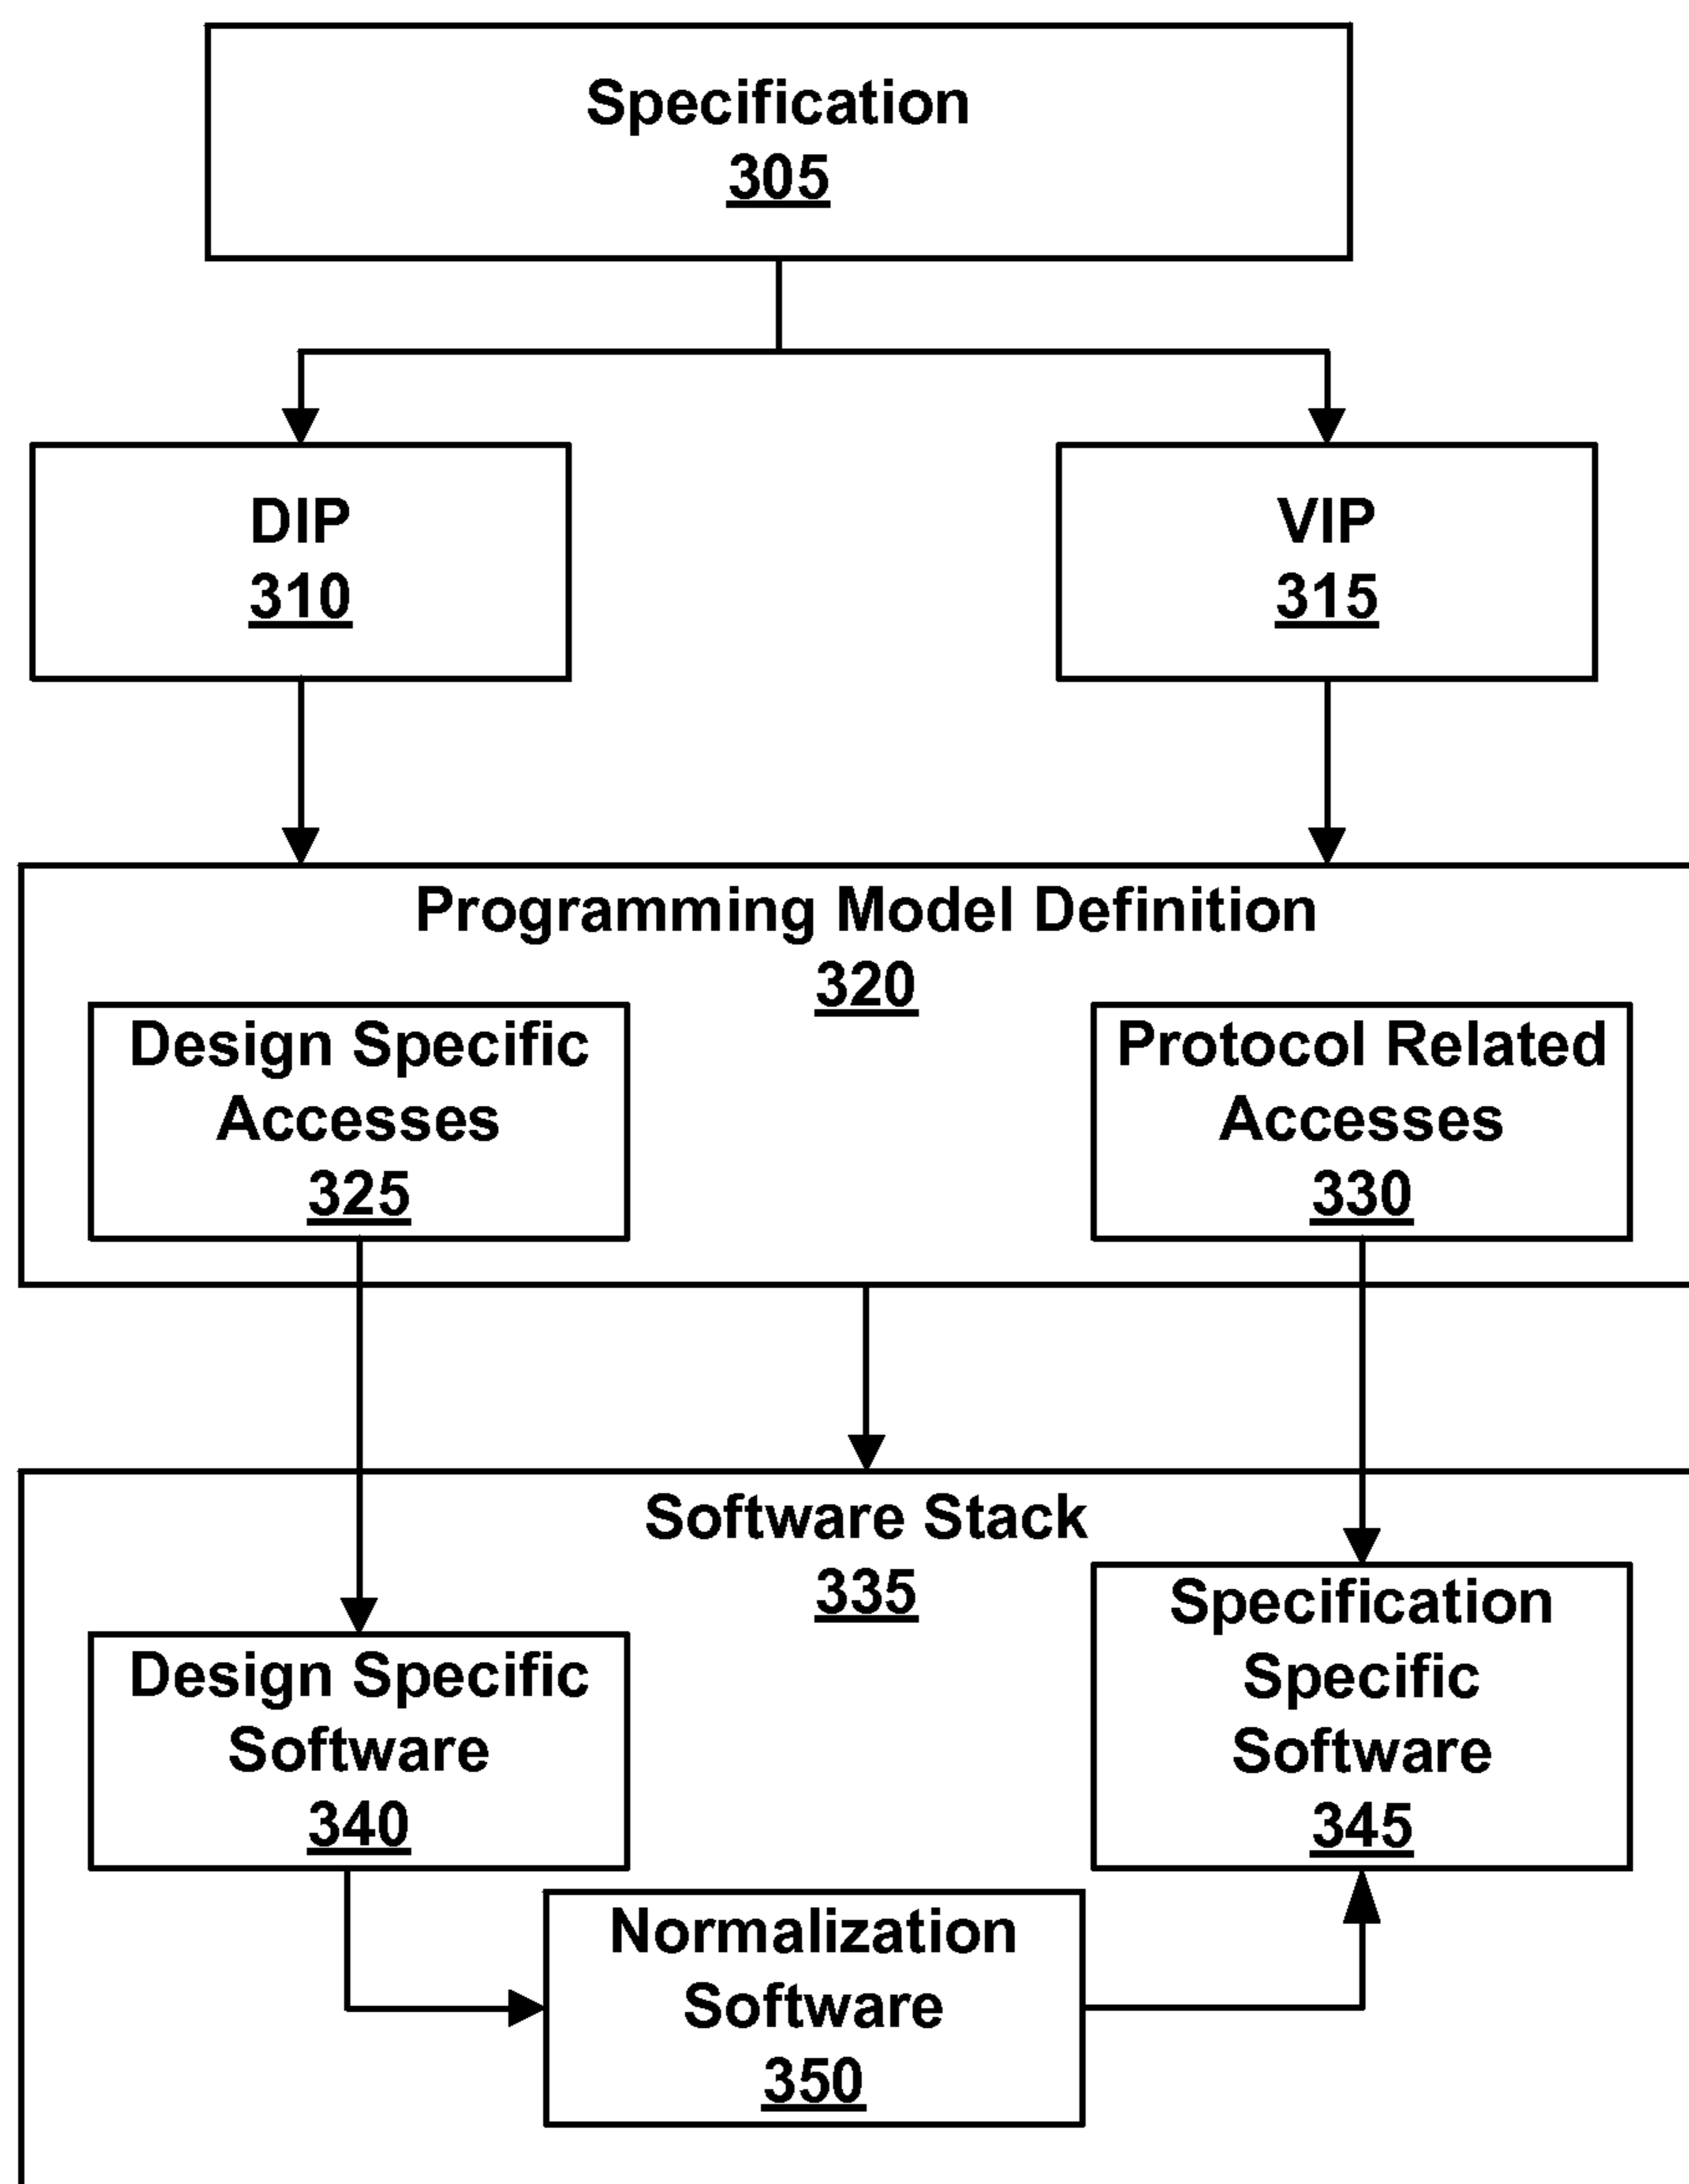 Specification
305
DIP
310
VIP
315
Programming Model Definition
320
Design Specific
Accesses
325
Protocol Related
Accesses
330
Software Stack
335
Design Specific
Software
340
Specification
Specific
Software
345
Normalization
Software
350